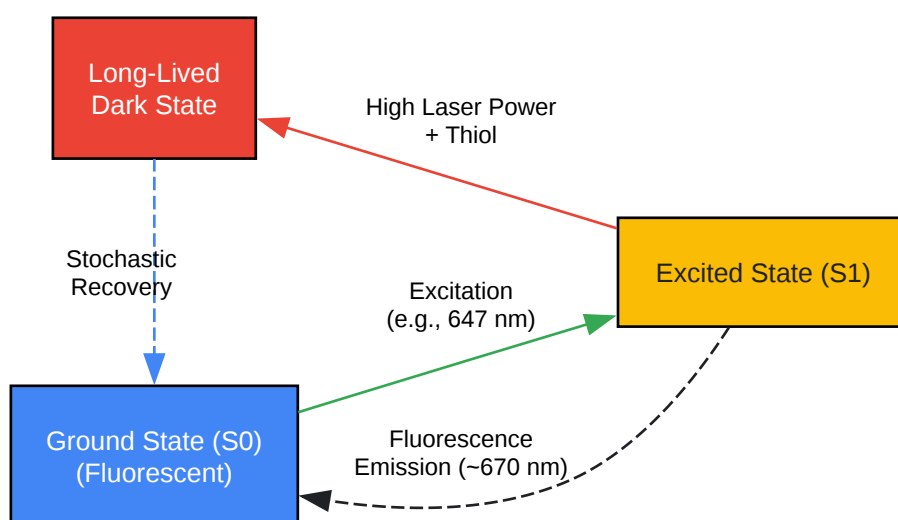 Long-Lived
Dark State
High Laser Power
+ Thiol
Stochastic
Recovery
Excited State (S1)
Excitation
(e.g., 647 nm)
Ground State (S0)
(Fluorescent)
Fluorescence
Emission (~670 nm)